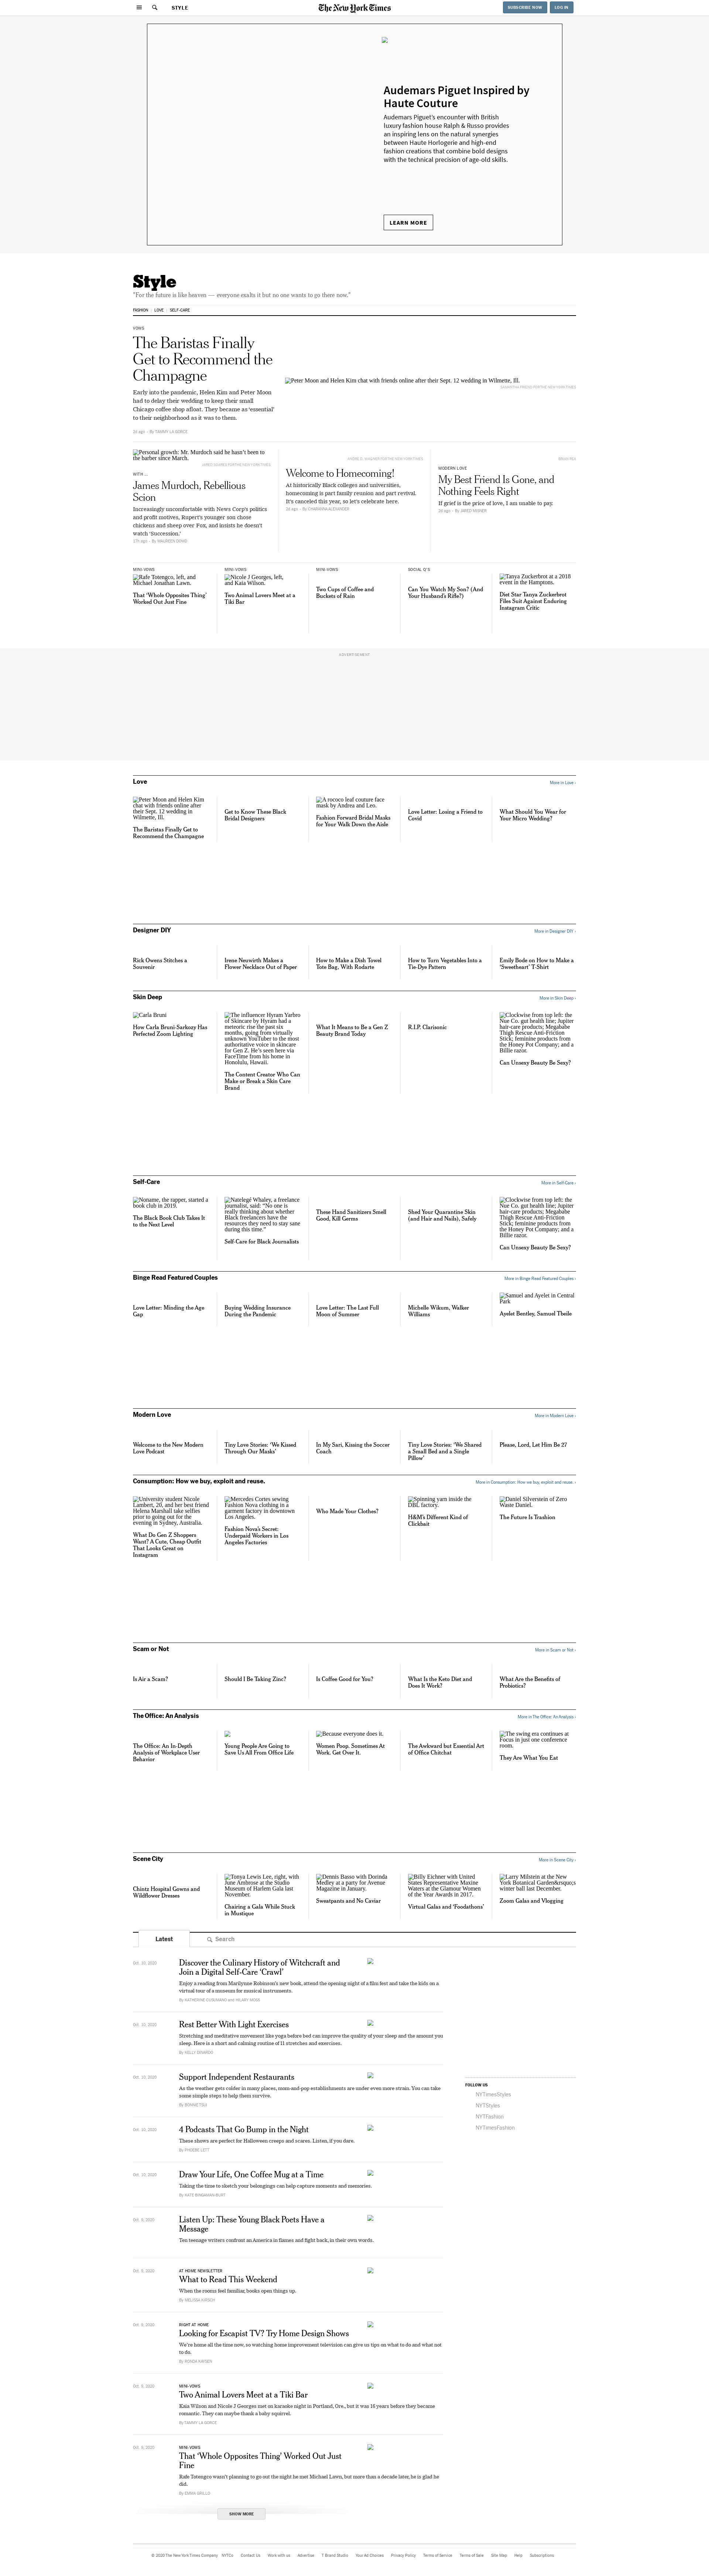 STYLE
The New York Times
SUBSCRIBE NOW
LOG IN
Audemars Piguet Inspired by
Haute Couture
Audemars Piguet's encounter with British
luxury fashion house Ralph & Russo provides
an inspiring lens on the natural synergies
between Haute Horlogerie and high-end
fashion creations that combine bold designs
with the technical precision of age-old skills.
LEARN MORE
Style
"For the future is like heaven — everyone exalts it but no one wants to go there now."
FASHION LOVE SELF-CARE
VOWS
The Baristas Finally
Get to Recommend the
Champagne
Early into the pandemic, Helen Kim and Peter Moon
had to delay their wedding to keep their small
Chicago coffee shop afloat. They became as 'essential'
to their neighborhood as it was to them.
2d ago · By TAMMY LA GORCE
Peter Moon and Helen Kim chat with friends online after their Sept. 12 wedding in Wilmette, Ill.
Personal growth: Mr. Murdoch said he hasn't been to
the barber since March.
WITH ...
James Murdoch, Rebellious
Scion
Increasingly uncomfortable with News Corp's politics
and profit motives, Rupert's younger son chose
chickens and sheep over Fox, and insists he doesn't
watch 'Succession.'
17h ago · By MAUREEN DOWD
Welcome to Homecoming!
At historically Black colleges and universities,
homecoming is part family reunion and part revival.
It's canceled this year, so let's celebrate here.
3d ago · By CHARANNA ALEXANDER
MODERN LOVE
My Best Friend Is Gone, and
Nothing Feels Right
If grief is the price of love, I am unable to pay.
2d ago · By JARED MISNER
MINI-VOWS
Rafe Totengco, left, and
Michael Jonathan Lawn.
That 'Whole Opposites Thing'
Worked Out Just Fine
MINI-VOWS
Nicole J Georges, left,
and Kaia Wilson.
Two Animal Lovers Meet at a
Tiki Bar
MINI-VOWS
Two Cups of Coffee and
Buckets of Rain
SOCIAL Q'S
Can You Watch My Son? (And
Your Husband's Rifle?)
Tanya Zuckerbrot at a 2018
event in the Hamptons.
Diet Star Tanya Zuckerbrot
Files Suit Against Enduring
Instagram Critic
ADVERTISEMENT
Love
More in Love ›
Peter Moon and Helen Kim
chat with friends online after
their Sept. 12 wedding in
Wilmette, Ill.
The Baristas Finally Get to
Recommend the Champagne
Get to Know These Black
Bridal Designers
A rococo leaf couture face
mask by Andrea and Leo.
Fashion Forward Bridal Masks
for Your Walk Down the Aisle
Love Letter: Losing a Friend to
Covid
What Should You Wear for
Your Micro Wedding?
Designer DIY
More in Designer DIY ›
Rick Owens Stitches a
Souvenir
Irene Neuwirth Makes a
Flower Necklace Out of Paper
How to Make a Dish Towel
Tote Bag, With Rodarte
How to Turn Vegetables Into a
Tie-Dye Pattern
Emily Bode on How to Make a
'Sweetheart' T-Shirt
Skin Deep
More in Skin Deep ›
Carla Bruni
How Carla Bruni-Sarkozy Has
Perfected Zoom Lighting
The influencer Hyram Yarbro
of Skincare by Hyram had a
meteoric rise the past six
months, going from virtually
unknown YouTuber to the most
authoritative voice in skincare
for Gen Z. He's seen here via
FaceTime from his home in
Honolulu, Hawaii.
The Content Creator Who Can
Make or Break a Skin Care
Brand
What It Means to Be a Gen Z
Beauty Brand Today
R.I.P. Clarisonic
Clockwise from top left: the
Nue Co. gut health line; Jupiter
hair-care products; Megababe
Thigh Rescue Anti-Friction
Stick; feminine products from
the Honey Pot Company; and a
Billie razor.
Can Unsexy Beauty Be Sexy?
Self-Care
More in Self-Care ›
Noname, the rapper, started a
book club in 2019.
The Black Book Club Takes It
to the Next Level
Natelegé Whaley, a freelance
journalist, said: "No one is
really thinking about whether
Black freelancers have the
resources they need to stay sane
during this time."
Self-Care for Black Journalists
These Hand Sanitizers Smell
Good, Kill Germs
Shed Your Quarantine Skin
(and Hair and Nails), Safely
Clockwise from top left: the
Nue Co. gut health line; Jupiter
hair-care products; Megababe
Thigh Rescue Anti-Friction
Stick; feminine products from
the Honey Pot Company; and a
Billie razor.
Can Unsexy Beauty Be Sexy?
Binge Read Featured Couples
More in Binge Read Featured Couples ›
Love Letter: Minding the Age
Gap
Buying Wedding Insurance
During the Pandemic
Love Letter: The Last Full
Moon of Summer
Michelle Wikum, Walker
Williams
Samuel and Ayelet in Central
Park
Ayelet Bentley, Samuel Tbeile
Modern Love
More in Modern Love ›
Welcome to the New Modern
Love Podcast
Tiny Love Stories: 'We Kissed
Through Our Masks'
In My Sari, Kissing the Soccer
Coach
Tiny Love Stories: 'We Shared
a Small Bed and a Single
Pillow'
Please, Lord, Let Him Be 27
Consumption: How we buy, exploit and reuse.
More in Consumption: How we buy, exploit and reuse. ›
University student Nicole
Lambert, 20, and her best friend
Helena Marshall take selfies
prior to going out for the
evening in Sydney, Australia.
What Do Gen Z Shoppers
Want? A Cute, Cheap Outfit
That Looks Great on
Instagram
Mercedes Cortes sewing
Fashion Nova clothing in a
garment factory in downtown
Los Angeles.
Fashion Nova's Secret:
Underpaid Workers in Los
Angeles Factories
Who Made Your Clothes?
Spinning yarn inside the
DBL factory.
H&M's Different Kind of
Clickbait
Daniel Silverstein of Zero
Waste Daniel.
The Future Is Trashion
Scam or Not
More in Scam or Not ›
Is Air a Scam?
Should I Be Taking Zinc?
Is Coffee Good for You?
What Is the Keto Diet and
Does It Work?
What Are the Benefits of
Probiotics?
The Office: An Analysis
More in The Office: An Analysis ›
The Office: An In-Depth
Analysis of Workplace User
Behavior
Young People Are Going to
Save Us All From Office Life
Because everyone does it.
Women Poop. Sometimes At
Work. Get Over It.
The Awkward but Essential Art
of Office Chitchat
The swing era continues at
Focus in just one conference
room.
They Are What You Eat
Scene City
More in Scene City ›
Chintz Hospital Gowns and
Wildflower Dresses
Tonya Lewis Lee, right, with
June Ambrose at the Studio
Museum of Harlem Gala last
November.
Chairing a Gala While Stuck
in Mustique
Dennis Basso with Dorinda
Medley at a party for Avenue
Magazine in January.
Sweatpants and No Caviar
Billy Eichner with United
States Representative Maxine
Waters at the Glamour Women
of the Year Awards in 2017.
Virtual Galas and 'Foodathons'
Larry Milstein at the New
York Botanical Garden&rsquo;s
winter ball last December.
Zoom Galas and Vlogging
Latest
Search
Oct. 10, 2020
Discover the Culinary History of Witchcraft and
Join a Digital Self-Care 'Crawl'
Enjoy a reading from Marilynne Robinson's new book, attend the opening night of a film fest and take the kids on a
virtual tour of a museum for musical instruments.
By KATHERINE CUSUMANO and HILARY MOSS
Oct. 10, 2020
Rest Better With Light Exercises
Stretching and meditative movement like yoga before bed can improve the quality of your sleep and the amount you
sleep. Here is a short and calming routine of 11 stretches and exercises.
By KELLY DINARDO
Oct. 10, 2020
Support Independent Restaurants
As the weather gets colder in many places, mom-and-pop establishments are under even more strain. You can take
some simple steps to help them survive.
By BONNIE TSUI
Oct. 10, 2020
4 Podcasts That Go Bump in the Night
These shows are perfect for Halloween creeps and scares. Listen, if you dare.
By PHOEBE LETT
Oct. 10, 2020
Draw Your Life, One Coffee Mug at a Time
Taking the time to sketch your belongings can help capture moments and memories.
By KATE BINGAMAN-BURT
Oct. 9, 2020
Listen Up: These Young Black Poets Have a
Message
Ten teenage writers confront an America in flames and fight back, in their own words.
Oct. 9, 2020
AT HOME NEWSLETTER
What to Read This Weekend
When the rooms feel familiar, books open things up.
By MELISSA KIRSCH
Oct. 9, 2020
RIGHT AT HOME
Looking for Escapist TV? Try Home Design Shows
We're home all the time now, so watching home improvement television can give us tips on what to do and what not
to do.
By RONDA KAYSEN
Oct. 9, 2020
MINI-VOWS
Two Animal Lovers Meet at a Tiki Bar
Kaia Wilson and Nicole J Georges met on karaoke night in Portland, Ore., but it was 16 years before they became
romantic. They can maybe thank a baby squirrel.
By TAMMY LA GORCE
Oct. 9, 2020
MINI-VOWS
That 'Whole Opposites Thing' Worked Out Just
Fine
Rafe Totengco wasn't planning to go out the night he met Michael Lawn, but more than a decade later, he is glad he
did.
By TARIRA GRILLO
SHOW MORE
FOLLOW US
NYTimesStyles
NYTStyles
NYTFashion
NYTimesFashion
© 2020 The New York Times Company NYTCo Contact Us Work with us Advertise T Brand Studio Your Ad Choices Privacy Policy Terms of Service Terms of Sale Site Map Help Subscriptions